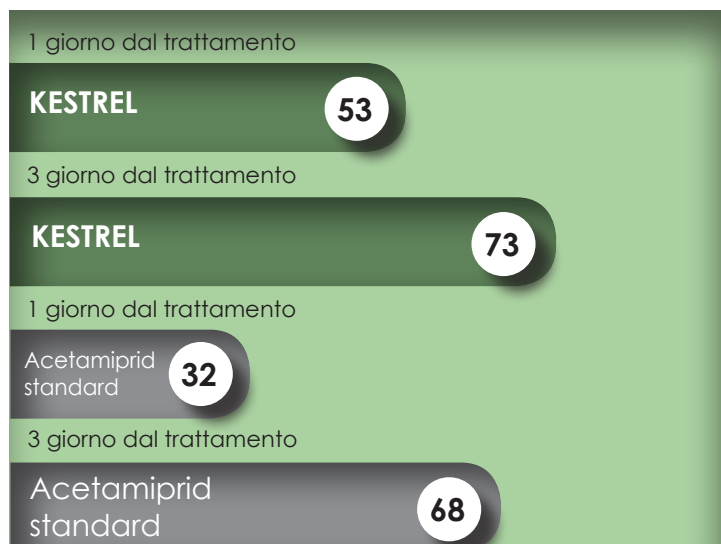 1 giorno dal trattamento
KESTREL
53
3 giorno dal trattamento
KESTREL
73
1 giorno dal trattamento
Acetamiprid
standard
32
3 giorno dal trattamento
Acetamiprid
standard
68